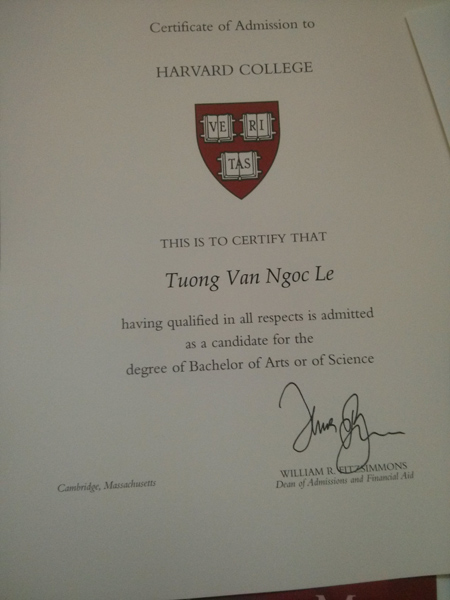 Certificate of Admission to
HARVARD COLLEGE
VE RI
TAS
THIS IS TO CERTIFY THAT
Tuong Van Ngoc Le
having qualified in all respects is admitted
as a candidate for the
degree of Bachelor of Arts or of Science
WILLIAM R. FITZSIMMONS
Dean of Admissions and Financial Aid
Cambridge, Massachusetts